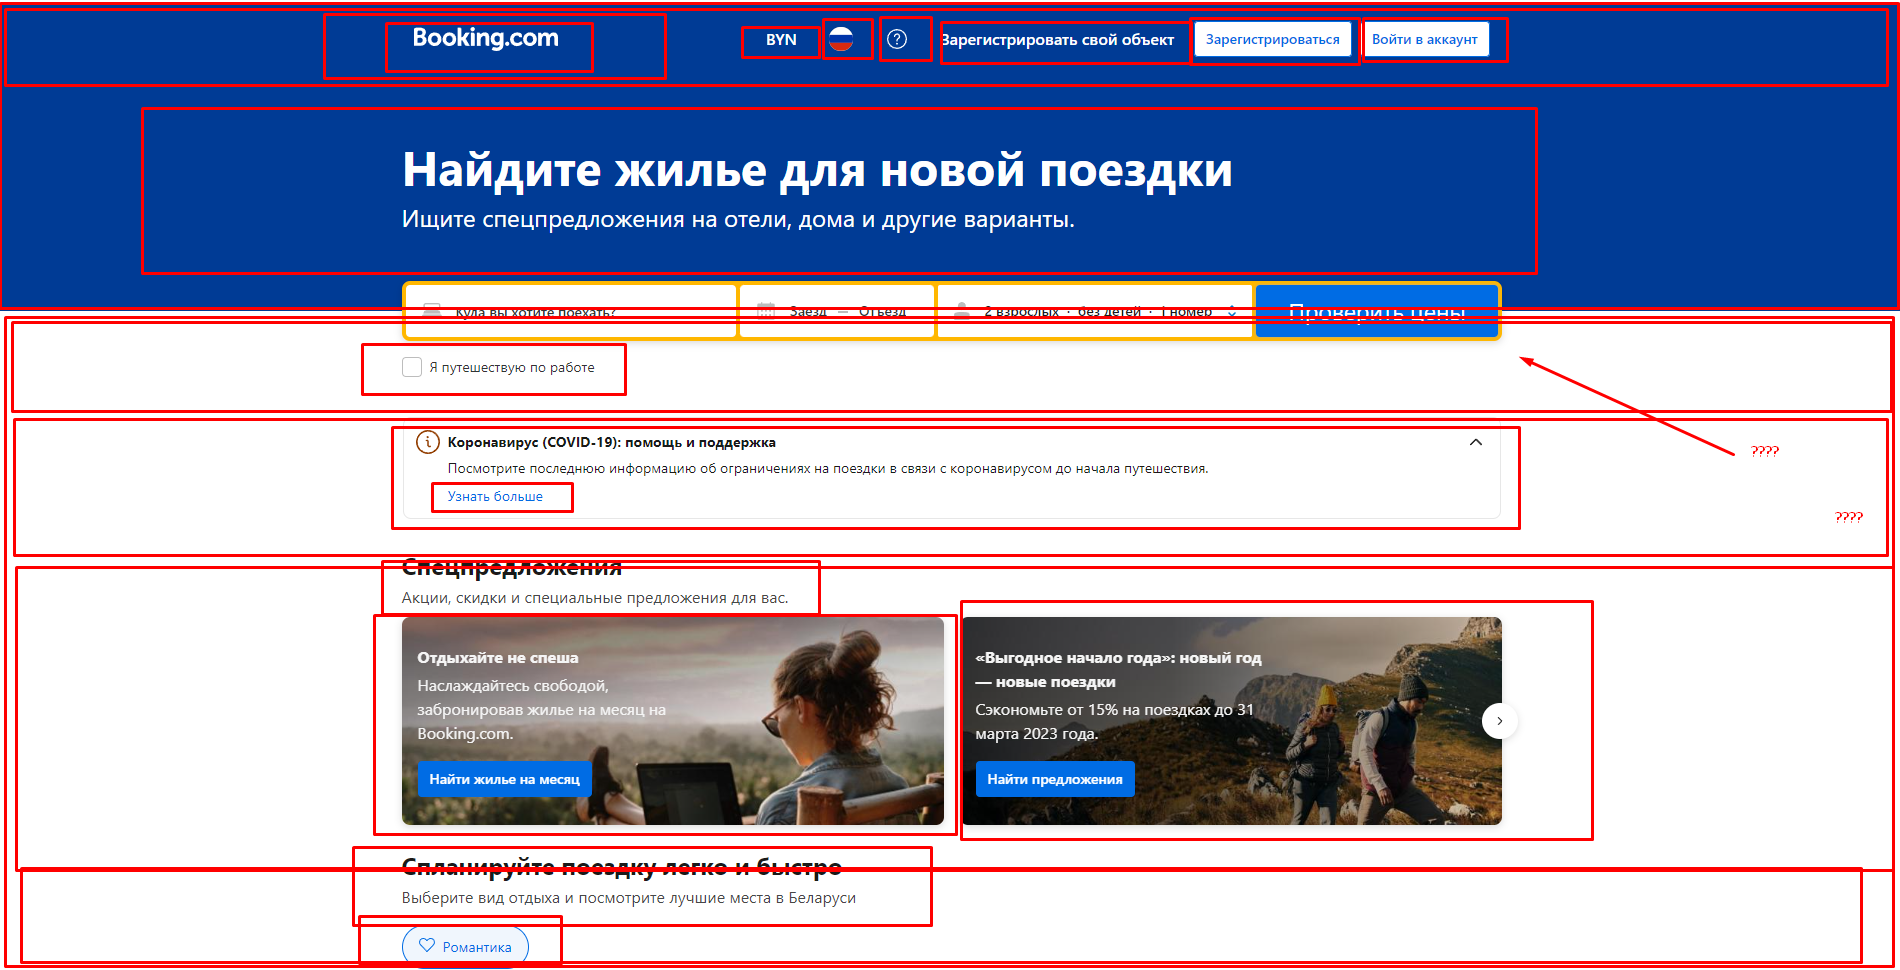 Booking.com
BYN
Зарегистрировать свой объект
Зарегистрироваться
Войти в аккаунт
Найдите жилье для новой поездки
Ищите спецпредложения на отели, дома и другие варианты.
Куда вы хотите поехать?
Заезд — Отъезд
2 взрослых · без детей · 1 номер
Проверить цены
Я путешествую по работе
????
Коронавирус (COVID-19): помощь и поддержка
Посмотрите последнюю информацию об ограничениях на поездки в связи с коронавирусом до начала путешествия.
Узнать больше
????
Спецпредложения
Акции, скидки и специальные предложения для вас.
Отдыхайте не спеша
Наслаждайтесь свободой,
забронировав жилье на месяц на
Booking.com.
Найти жилье на месяц
«Выгодное начало года»: новый год
— новые поездки
Сэкономьте от 15% на поездках до 31
марта 2023 года.
Найти предложения
Спланируйте поездку легко и быстро
Выберите вид отдыха и посмотрите лучшие места в Беларуси
Романтика